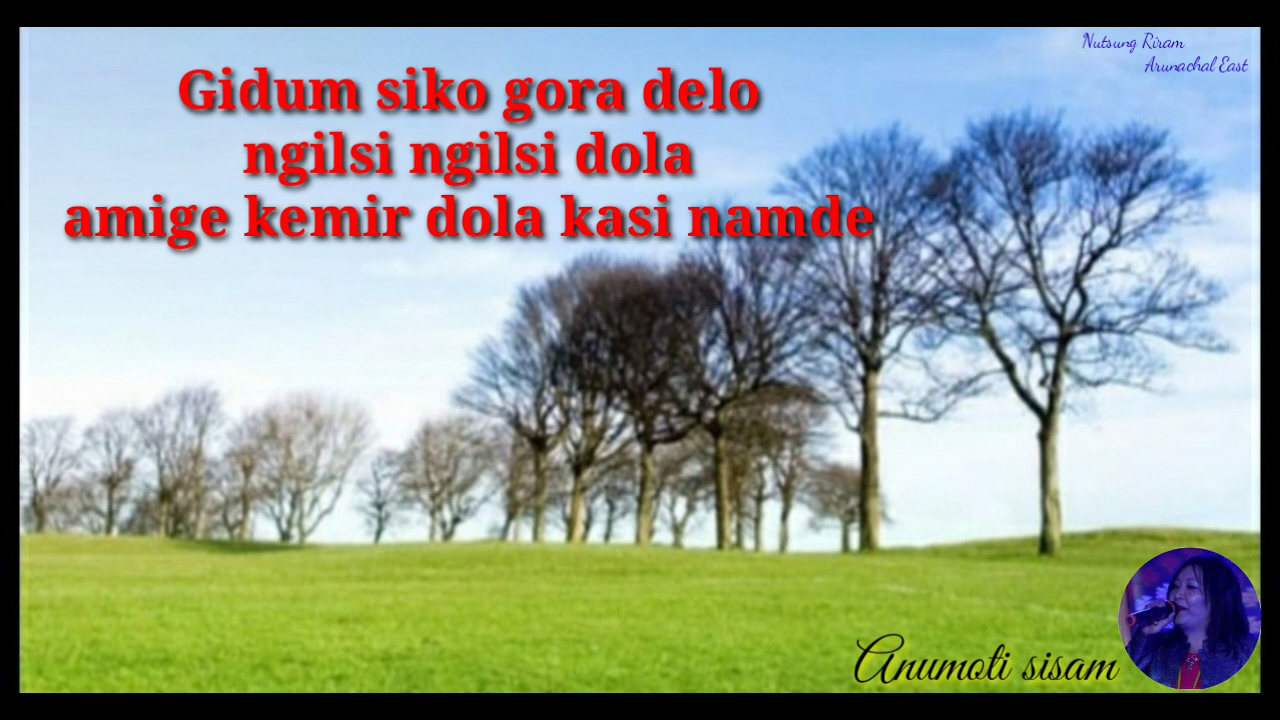 Nutsung Riram
Arunachal East
Gidum siko gora delo
ngilsi ngilsi dola
amige kemir dola kasi namde
Anumoti sisam